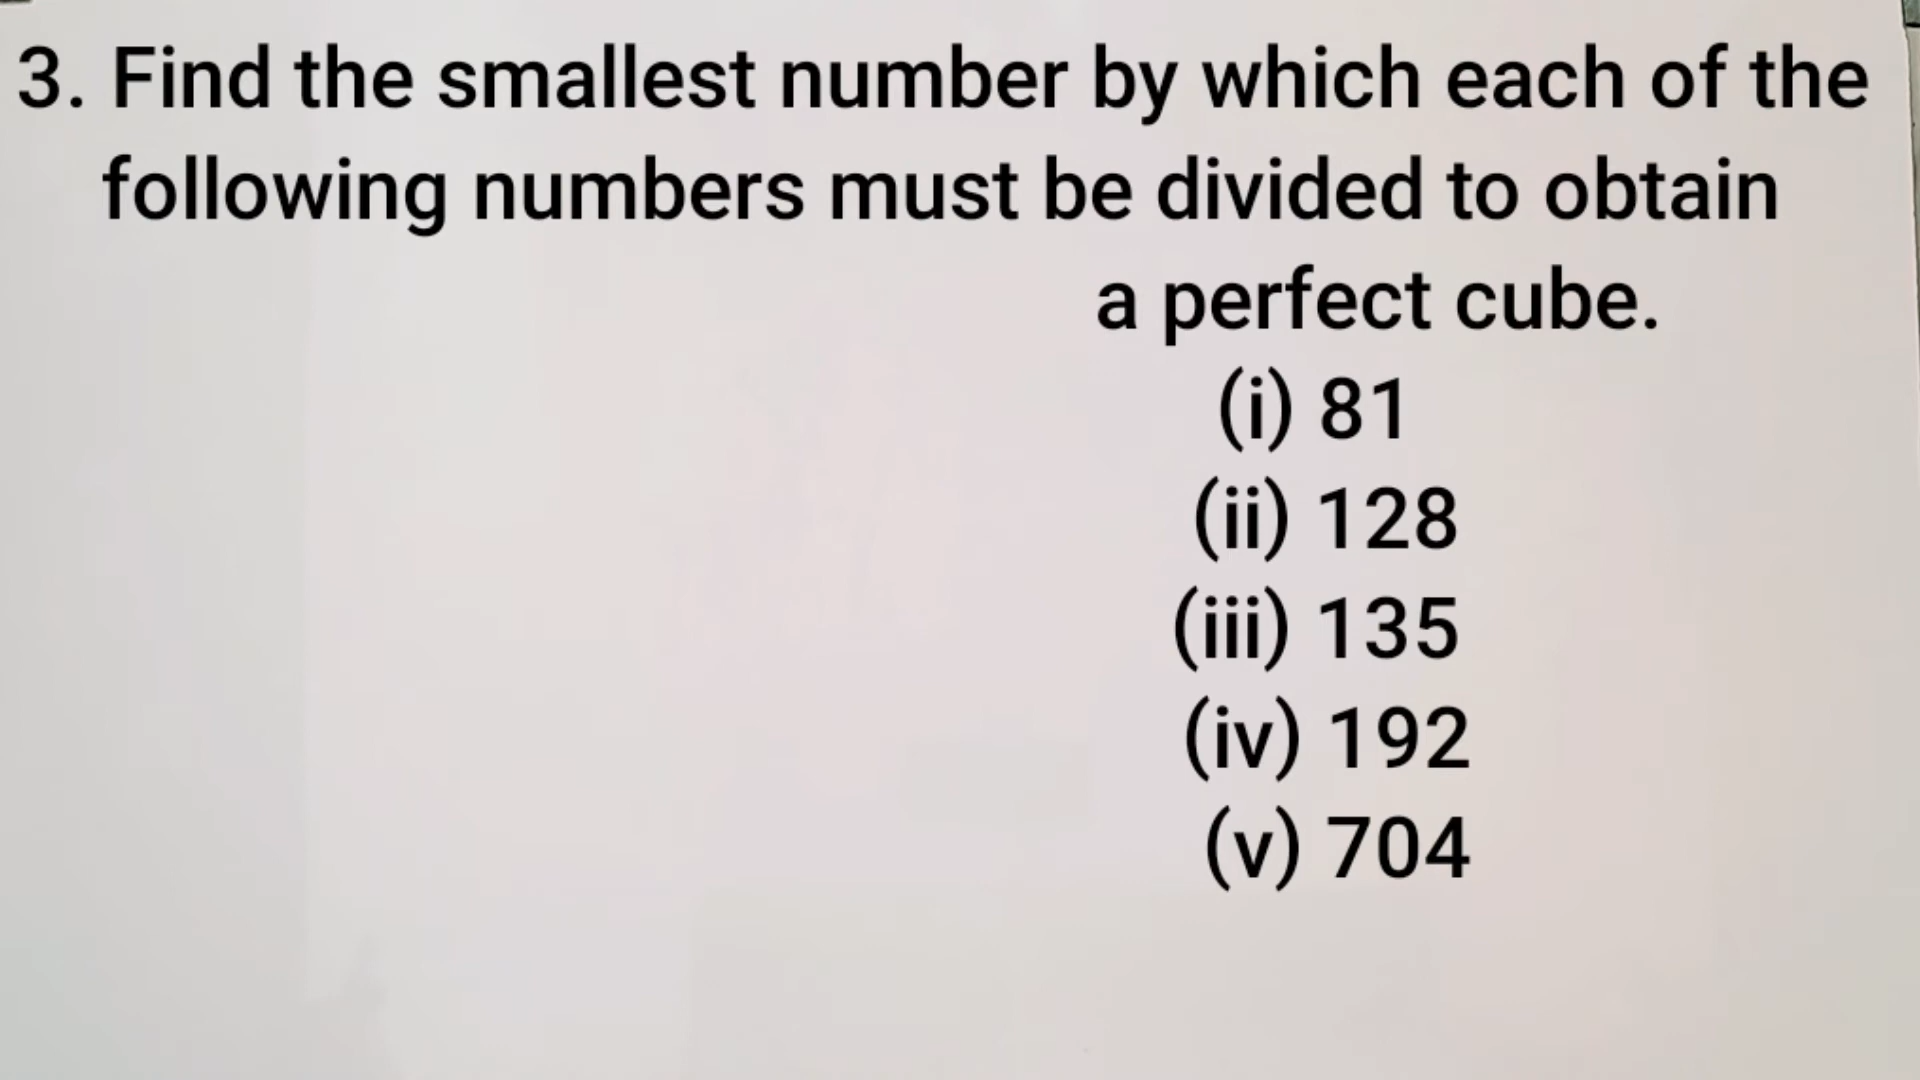 3. Find the smallest number by which each of the
following numbers must be divided to obtain
a perfect cube.
(i) 81
(ii) 128
(iii) 135
(iv) 192
(v) 704